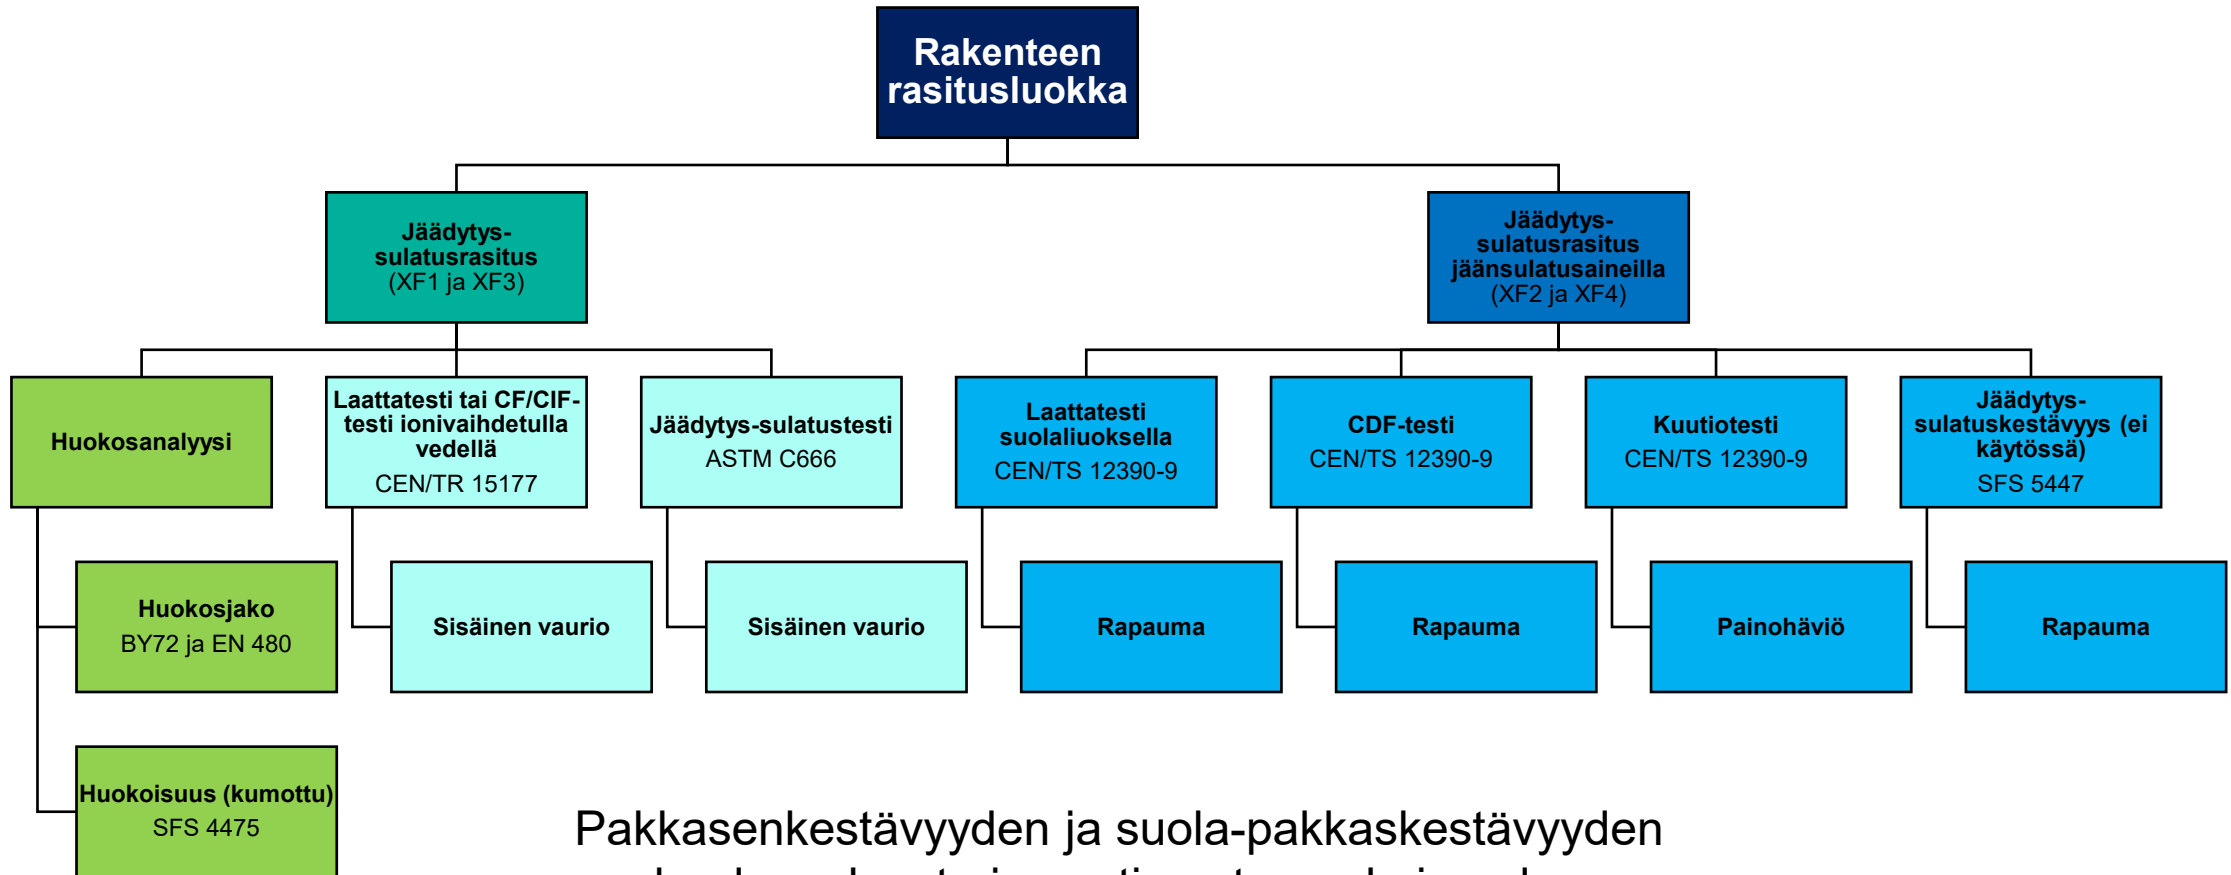 Rakenteen
rasitusluokka
Jäädytys-
sulatusrasitus
(XF1 ja XF3)
Jäädytys-
sulatusrasitus
jäänsulatusaineilla
(XF2 ja XF4)
Huokosanalyysi
Laattatesti tai CF/CIF-
testi ionivaihdetulla
vedellä
CEN/TR 15177
Jäädytys-sulatustesti
ASTM C666
Laattatesti
suolaliuoksella
CEN/TS 12390-9
CDF-testi
CEN/TS 12390-9
Kuutiotesti
CEN/TS 12390-9
Jäädytys-
sulatuskestävyys (ei
käytössä)
SFS 5447
Huokosjako
BY72 ja EN 480
Sisäinen vaurio
Sisäinen vaurio
Rapauma
Rapauma
Painohäviö
Rapauma
Huokoisuus (kumottu)
SFS 4475
Pakkasenkestävyyden ja suola-pakkaskestävyyden